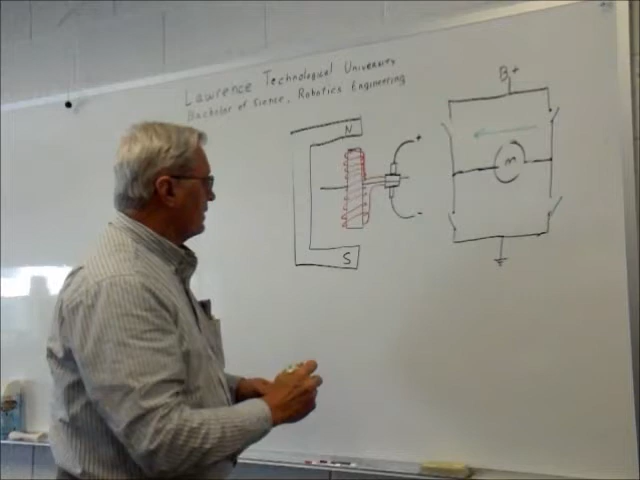 Lawrence Technological University
Bachelor of Science, Robotics Engineering
B+
N
+
m
-
S